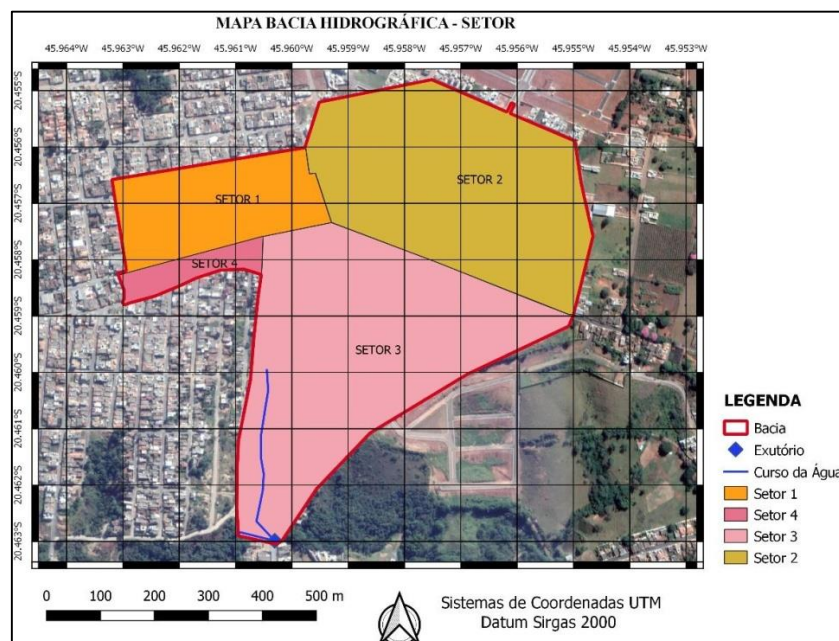 MAPA BACIA HIDROGRÁFICA - SETOR
45.964°W 45.963°W 45.962°W 45.961°W 45.960°W 45.959°W 45.958°W 45.957°W 45.956°W 45.955°W 45.954°W 45.953°W
20.455°S
20.456°S
20.457°S
20.458°S
20.459°S
20.460°S
20.461°S
20.462°S
20.463°S
SETOR 1
SETOR 2
SETOR 4
SETOR 3
LEGENDA
Bacia
Exutório
Curso da Água
Setor 1
Setor 4
Setor 3
Setor 2
0 100 200 300 400 500 m
Sistemas de Coordenadas UTM
Datum Sirgas 2000